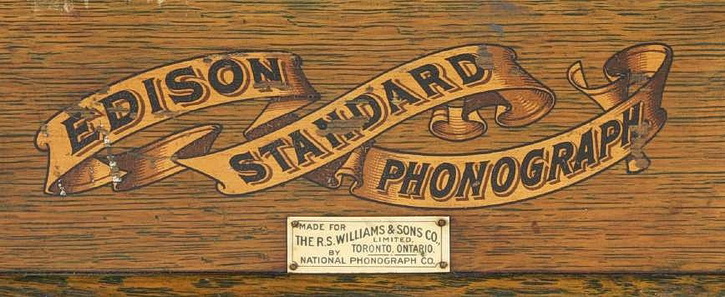 EDISON
STANDARD
PHONOGRAPH
MADE FOR
THE R.S. WILLIAMS & SONS CO.,
LIMITED.
TORONTO, ONTARIO.
BY
NATIONAL PHONOGRAPH CO.